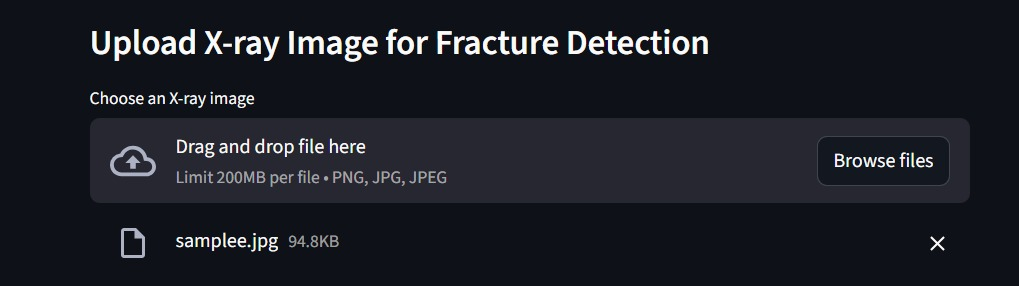 Upload X-ray Image for Fracture Detection
Choose an X-ray image
Drag and drop file here
Limit 200MB per file • PNG, JPG, JPEG
Browse files
samplee.jpg 94.8KB